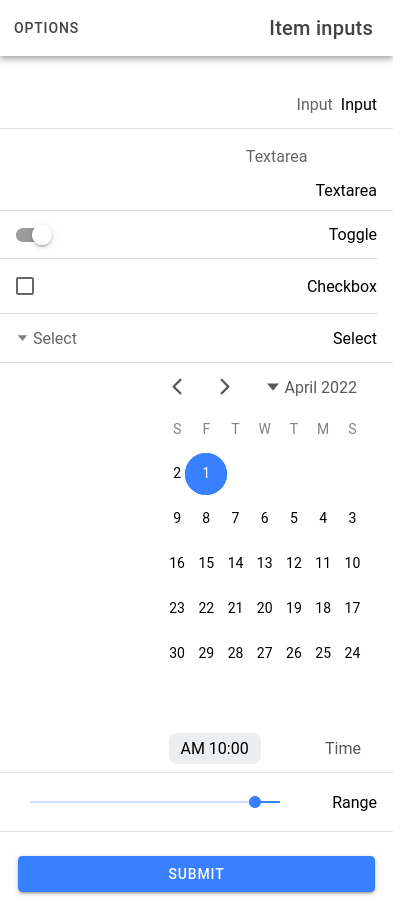 OPTIONS Item inputs
Input Input
Textarea
Textarea
Toggle
Checkbox
Select Select
April 2022
S F T W T M S
2 1
9 8 7 6 5 4 3
16 15 14 13 12 11 10
23 22 21 20 19 18 17
30 29 28 27 26 25 24
AM 10:00 Time
Range
SUBMIT